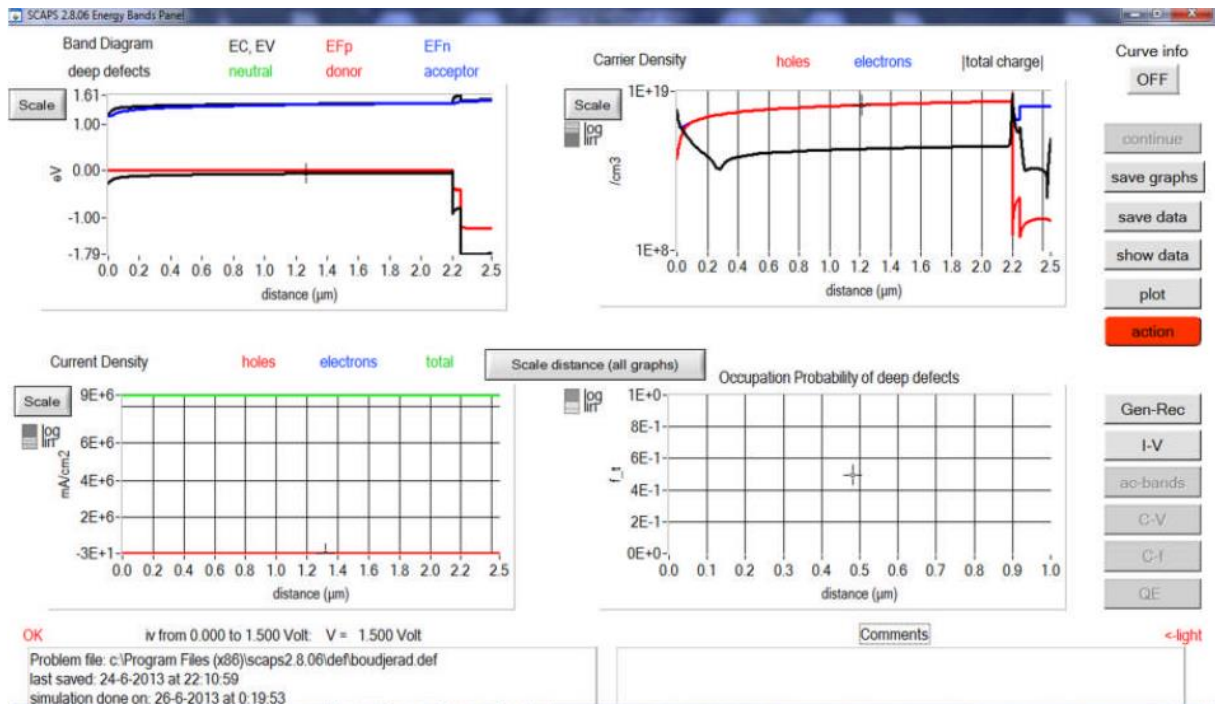 SCAPS 2.8.06 Energy Bands Panel
Band Diagram EC, EV EFp EFn
deep defects neutral donor acceptor
Scale
1.61
1.00
0.00
-1.00
-1.79
eV
0.0 0.2 0.4 0.6 0.8 1.0 1.2 1.4 1.6 1.8 2.0 2.2 2.5
distance (µm)
Carrier Density holes electrons |total charge|
Scale
log
lin
1E+19
1E+8
/cm3
0.0 0.2 0.4 0.6 0.8 1.0 1.2 1.4 1.6 1.8 2.0 2.2 2.5
distance (µm)
Curve info
OFF
continue
save graphs
save data
show data
plot
action
Current Density holes electrons total
Scale distance (all graphs)
Scale
log
lin
9E+6
6E+6
4E+6
2E+6
-3E+1
mA/cm2
0.0 0.2 0.4 0.6 0.8 1.0 1.2 1.4 1.6 1.8 2.0 2.2 2.5
distance (µm)
Occupation Probability of deep defects
log
lin
1E+0
8E-1
6E-1
4E-1
2E-1
0E+0
f_t
0.0 0.1 0.2 0.3 0.4 0.5 0.6 0.7 0.8 0.9 1.0
distance (µm)
Gen-Rec
I-V
ac-bands
C-V
C-f
QE
OK iv from 0.000 to 1.500 Volt: V = 1.500 Volt
Comments
<-light
Problem file: c:\Program Files (x86)\scaps2.8.06\def\boudjerad.def
last saved: 24-6-2013 at 22:10:59
simulation done on: 26-6-2013 at 0:19:53